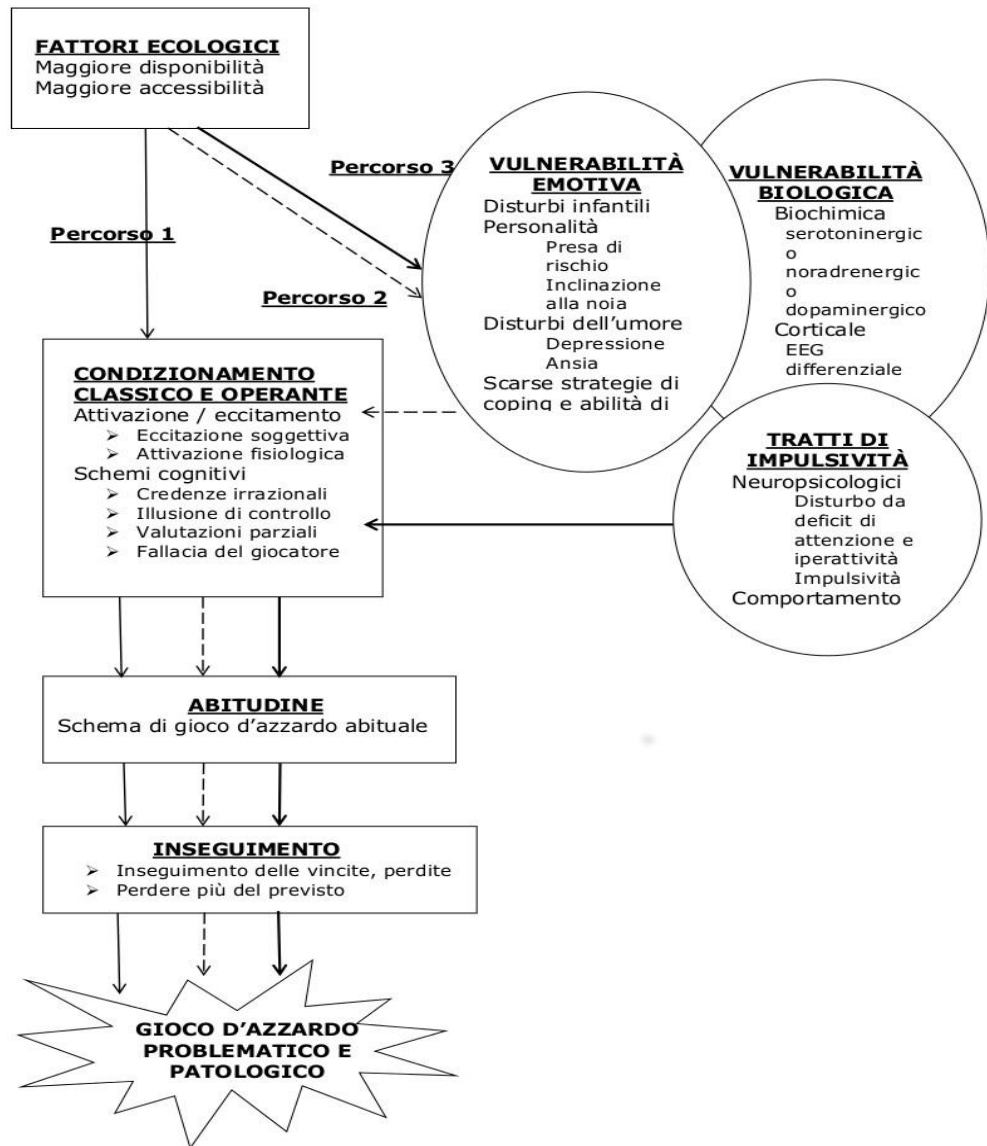 FATTORI ECOLOGICI
Maggiore disponibilità
Maggiore accessibilità
Percorso 1
Percorso 2
Percorso 3
VULNERABILITÀ
EMOTIVA
Disturbi infantili
Personalità
Presa di
rischio
Inclinazione
alla noia
Disturbi dell'umore
Depressione
Ansia
Scarse strategie di
coping e abilità di
VULNERABILITÀ
BIOLOGICA
Biochimica
serotoninergic
o
noradrenergic
o
dopaminergico
Corticale
EEG
differenziale
TRATTI DI
IMPULSIVITÀ
Neuropsicologici
Disturbo da
deficit di
attenzione e
iperattività
Impulsività
Comportamento
CONDIZIONAMENTO
CLASSICO E OPERANTE
Attivazione / eccitamento
Eccitazione soggettiva
Attivazione fisiologica
Schemi cognitivi
Credenze irrazionali
Illusione di controllo
Valutazioni parziali
Fallacia del giocatore
ABITUDINE
Schema di gioco d'azzardo abituale
INSEGUIMENTO
Inseguimento delle vincite, perdite
Perdere più del previsto
GIOCO D'AZZARDO
PROBLEMATICO E
PATOLOGICO